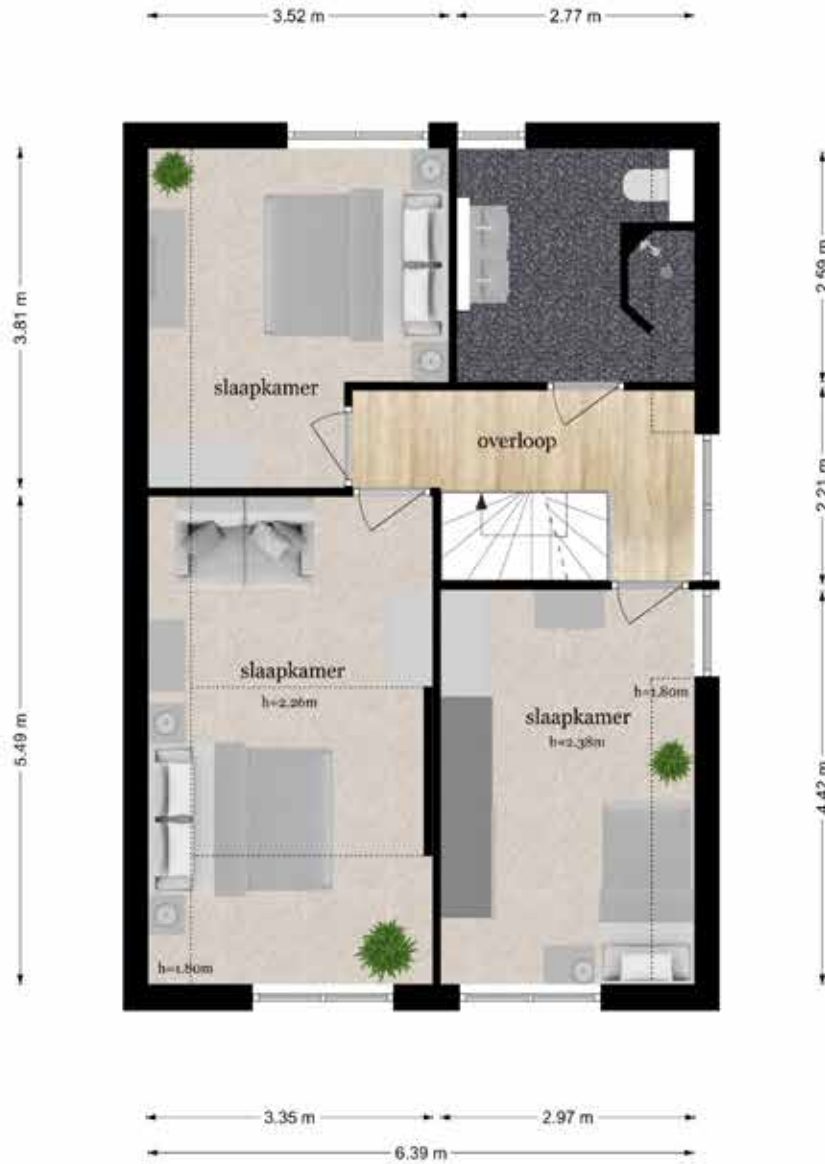 3.52 m
2.77 m
2.59 m
3.81 m
slaapkamer
overloop
2.21 m
slaapkamer
h=2.26m
h=1.80m
slaapkamer
h=2.38m
5.49 m
4.42 m
h=1.80m
3.35 m
2.97 m
6.39 m